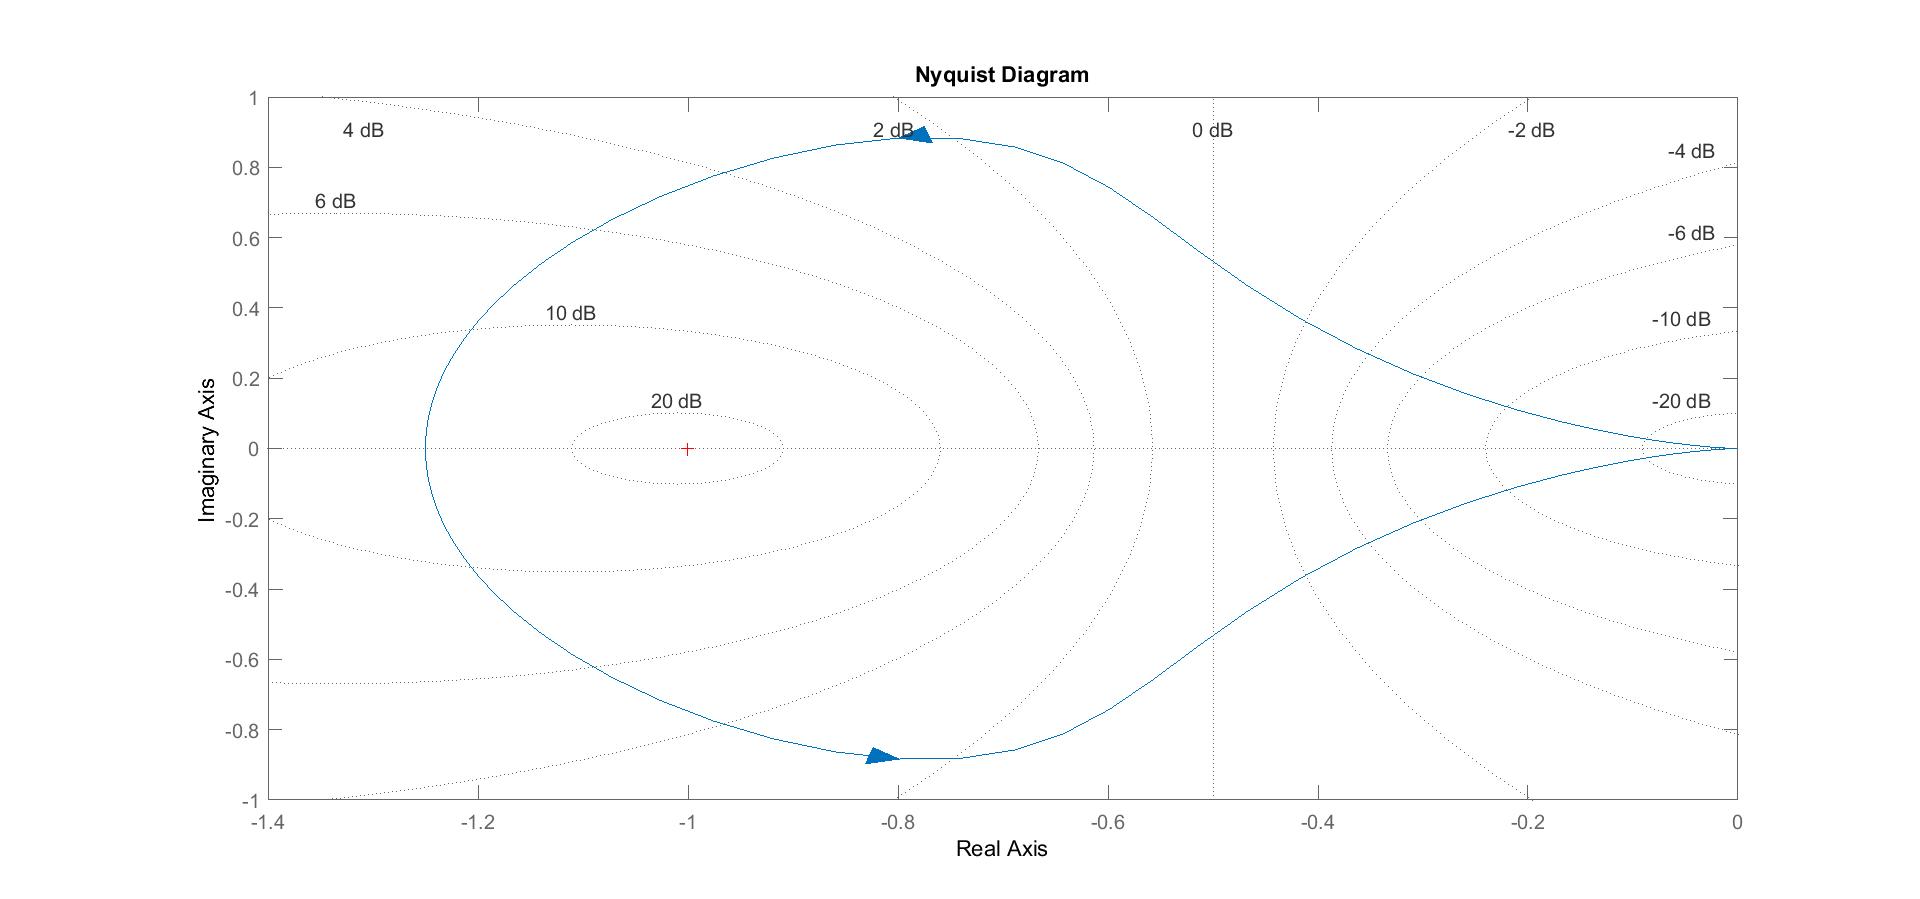 Nyquist Diagram
1
4 dB
2 dB
0 dB
-2 dB
-4 dB
0.8
6 dB
0.6
-6 dB
0.4
10 dB
-10 dB
0.2
20 dB
-20 dB
0
-0.2
-0.4
-0.6
-0.8
-1
Imaginary Axis
-1.4
-1.2
-1
-0.8
-0.6
-0.4
-0.2
0
Real Axis